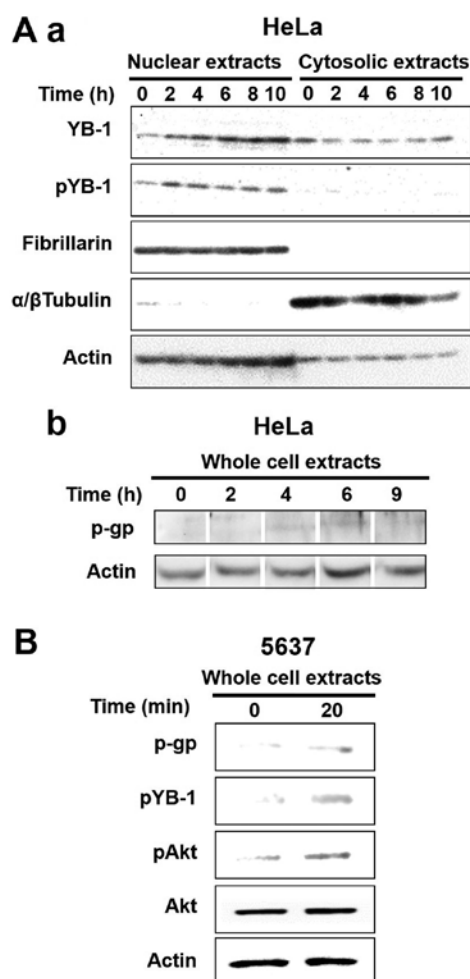 A a HeLa
Nuclear extracts Cytosolic extracts
Time (h) 0 2 4 6 8 10 0 2 4 6 8 10
YB-1
pYB-1
Fibrillarin
α/βTubulin
Actin
b HeLa
Whole cell extracts
Time (h) 0 2 4 6 9
p-gp
Actin
B 5637
Whole cell extracts
Time (min) 0 20
p-gp
pYB-1
pAkt
Akt
Actin